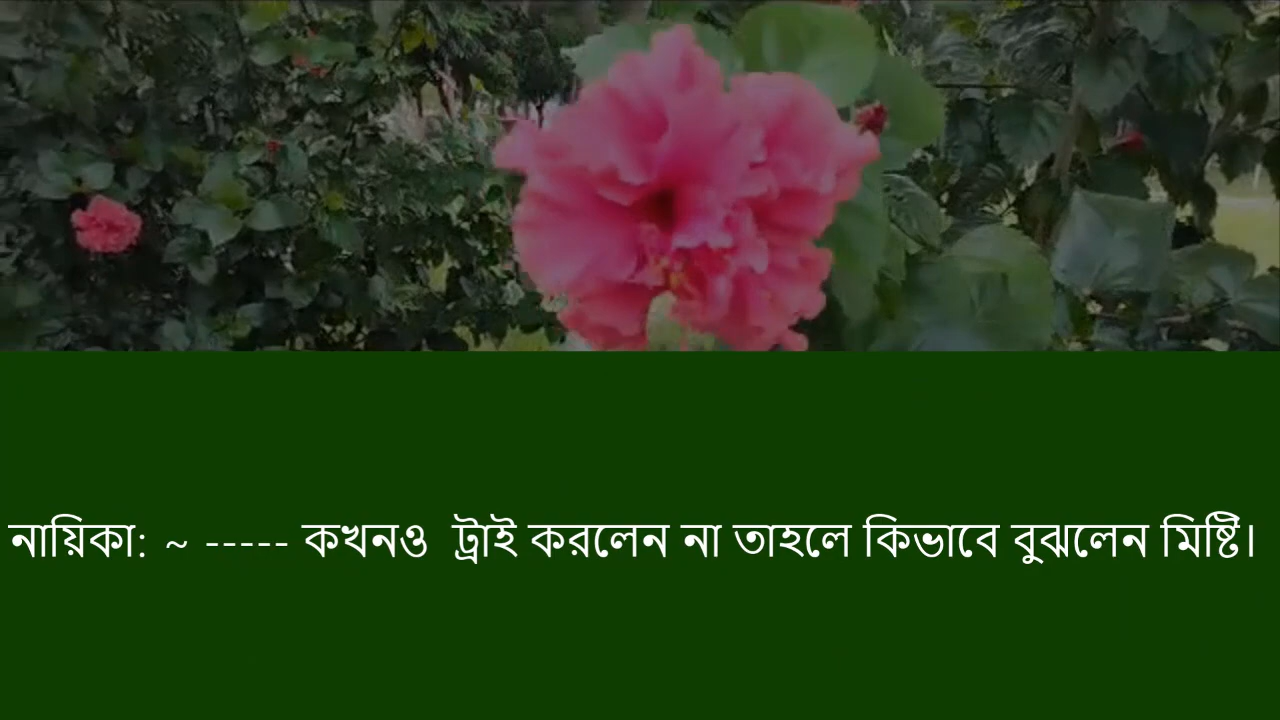 নায়িকা: ~ ----- কখনও  ট্রাই করলেন না তাহলে কিভাবে বুঝলেন মিষ্টি।